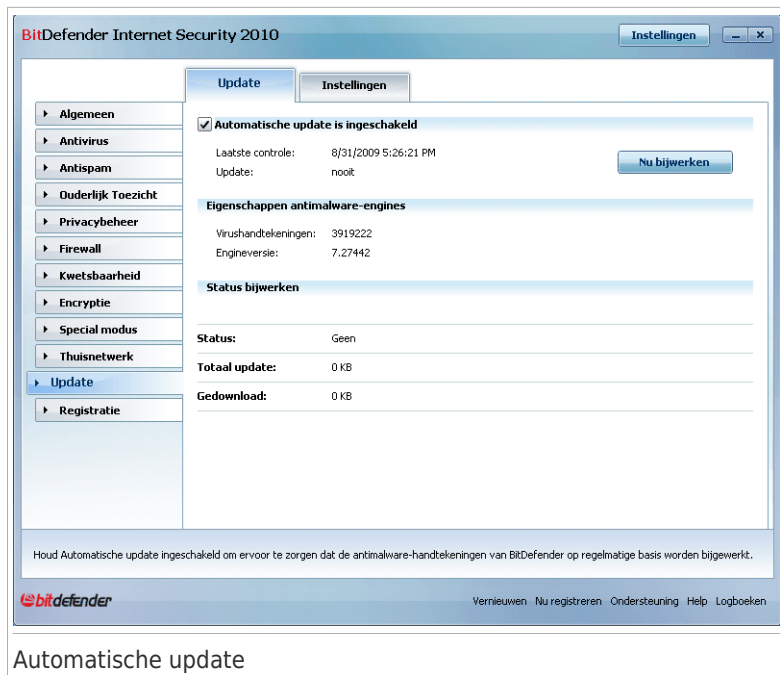 BitDefender Internet Security 2010
Instellingen
Update
Instellingen
Algemeen
Antivirus
Antispam
Ouderlijk Toezicht
Privacybeheer
Firewall
Kwetsbaarheid
Encryptie
Special modus
Thuisnetwerk
Update
Registratie
Automatische update is ingeschakeld
Laatste controle: 8/31/2009 5:26:21 PM
Update: nooit
Nu bijwerken
Eigenschappen antimalware-engines
Virushandtekeningen: 3919222
Engineversie: 7.27442
Status bijwerken
Status: Geen
Totaal update: 0 KB
Gedownload: 0 KB
Houd Automatische update ingeschakeld om ervoor te zorgen dat de antimalware-handtekeningen van BitDefender op regelmatige basis worden bijgewerkt.
bitdefender
Vernieuwen Nu registreren Ondersteuning Help Logboeken
Automatische update